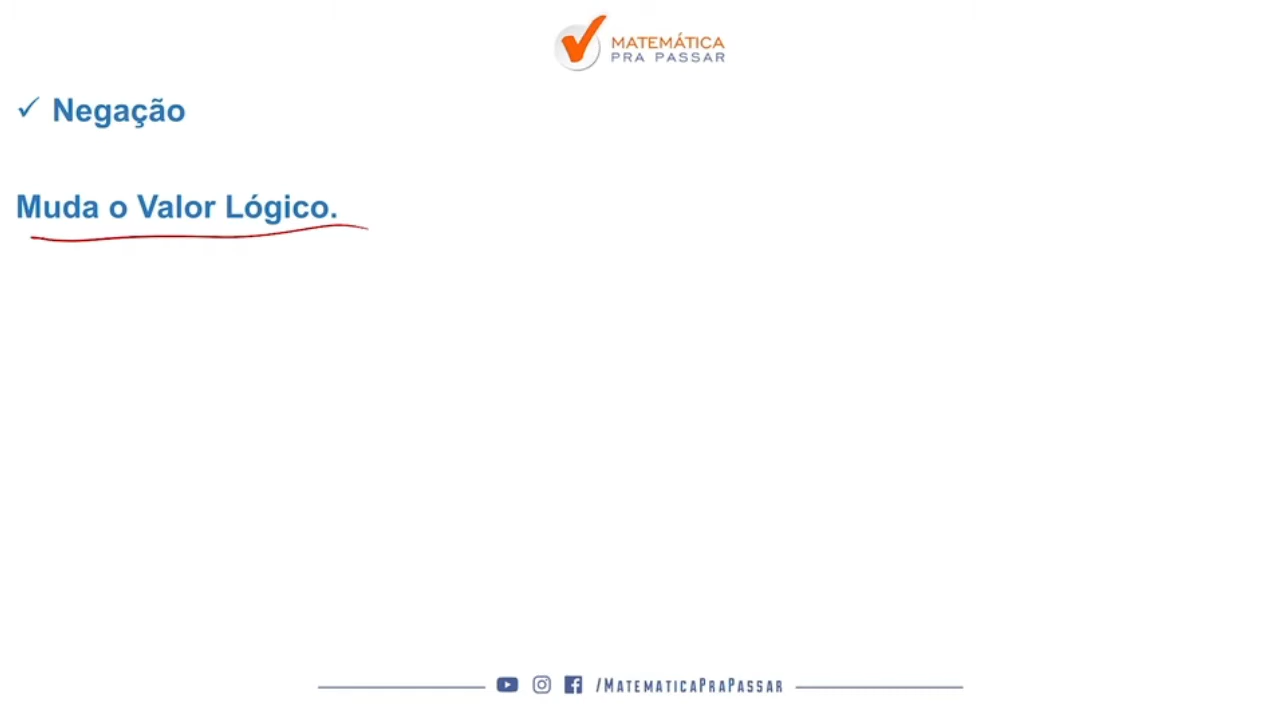 MATEMÁTICA
PRA PASSAR
✓ Negação
Muda o Valor Lógico.
/MATEMATICAPRAPASSAR